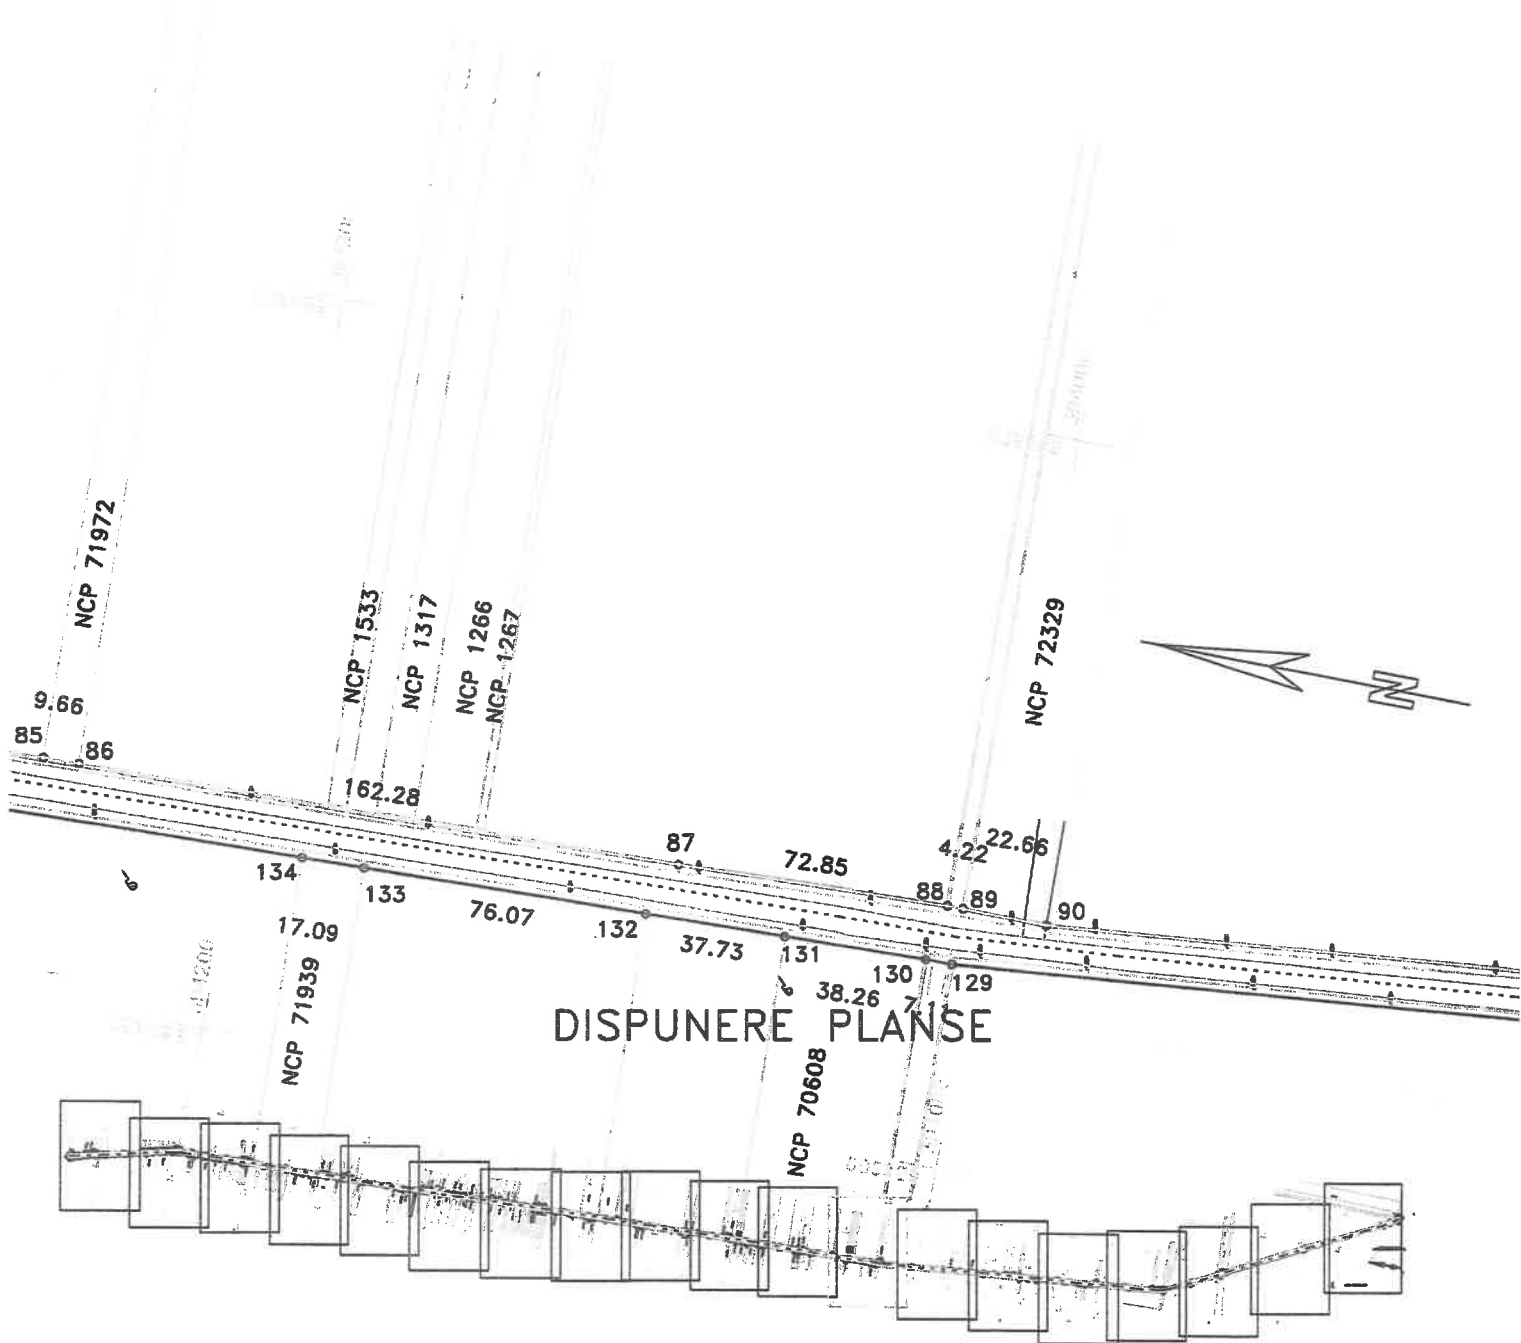 NCP 71972
NCP 1533
NCP 1317
NCP 1266
NCP 1267
NCP 72329
N
9.66
85
86
162.28
87
72.85
4.22
22.66
88
89
90
134
133
17.09
76.07
132
37.73
131
38.26
130
129
NCP 71939
DISPUNERE PLANSE
NCP 70608